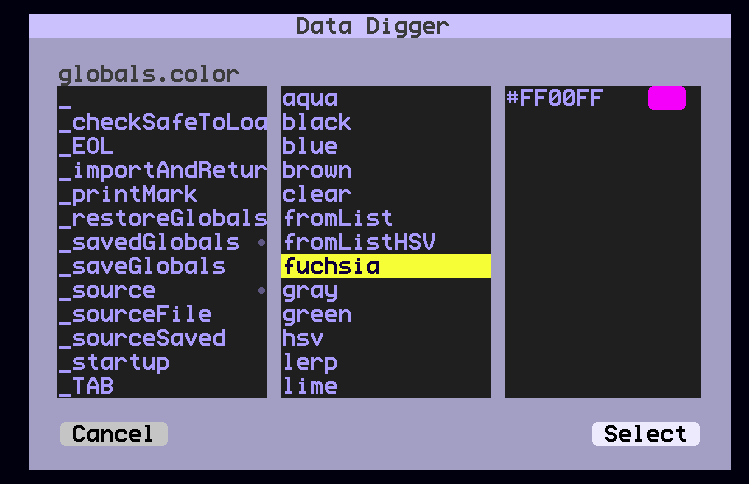 Data Digger
globals.color
_
_checkSafeToLoa
_EOL
_importAndRetur
_printMark
_restoreGlobals
_savedGlobals
_saveGlobals
_source
_sourceFile
_sourceSaved
_startup
_TAB
aqua
black
blue
brown
clear
fromList
fromListHSV
fuchsia
gray
green
hsv
lerp
lime
#FF00FF
Cancel
Select